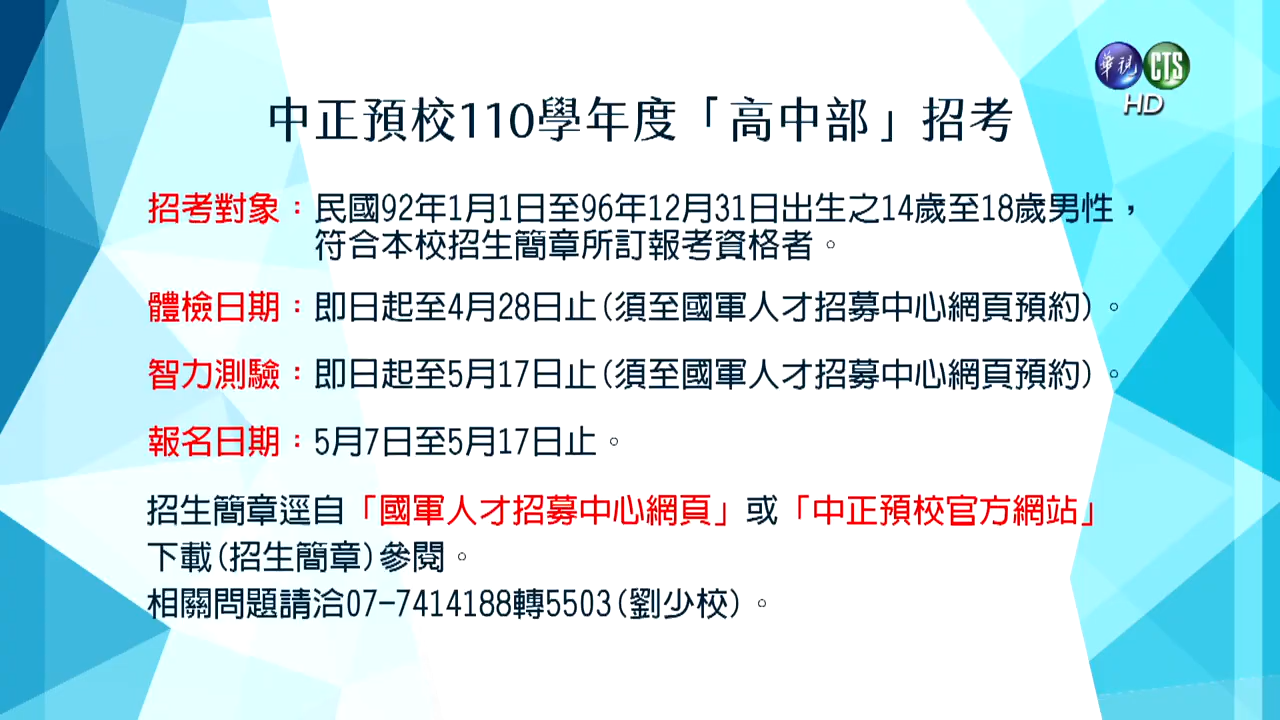 華視 CTS
HD
中正預校110學年度「高中部」招考
招考對象：民國92年1月1日至96年12月31日出生之14歲至18歲男性，
符合本校招生簡章所訂報考資格者。
體檢日期：即日起至4月28日止(須至國軍人才招募中心網頁預約)。
智力測驗：即日起至5月17日止(須至國軍人才招募中心網頁預約)。
報名日期：5月7日至5月17日止。
招生簡章逕自「國軍人才招募中心網頁」或「中正預校官方網站」
下載(招生簡章)參閱。
相關問題請洽07-7414188轉5503(劉少校)。